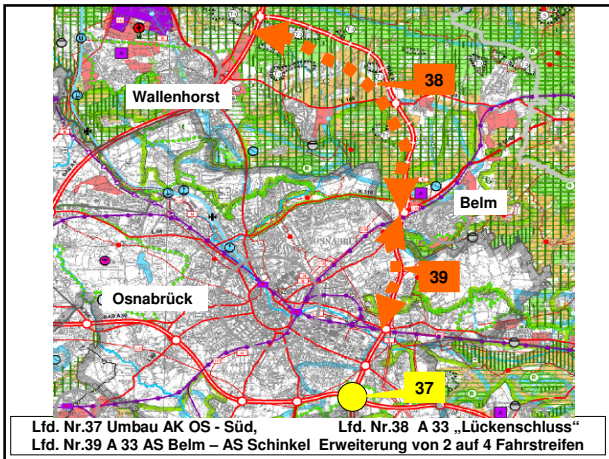 Wallenhorst
38
Belm
39
Osnabrück
37
Lfd. Nr.37 Umbau AK OS - Süd, Lfd. Nr.38 A 33 „Lückenschluss“
Lfd. Nr.39 A 33 AS Belm – AS Schinkel Erweiterung von 2 auf 4 Fahrstreifen